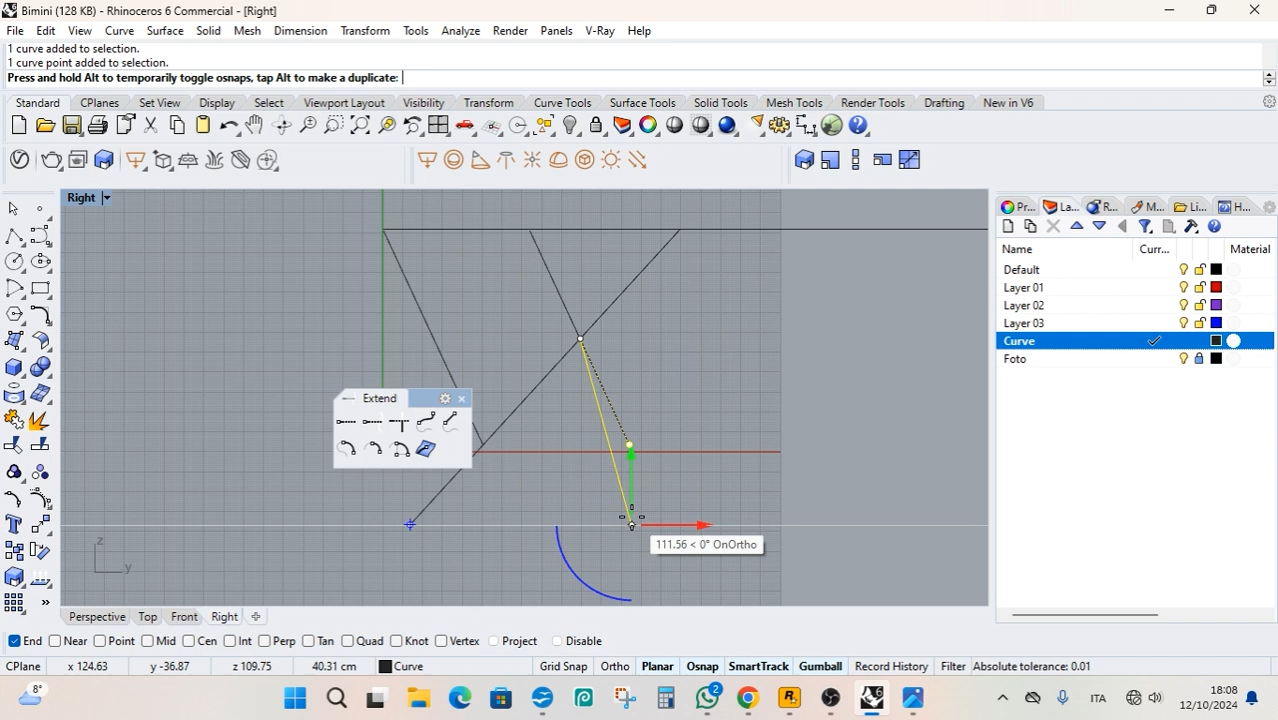 Bimini (128 KB) - Rhinoceros 6 Commercial - [Right]
File Edit View Curve Surface Solid Mesh Dimension Transform Tools Analyze Render Panels V-Ray Help
1 curve added to selection.
1 curve point added to selection.
Press and hold Alt to temporarily toggle osnaps, tap Alt to make a duplicate:
Standard CPlanes Set View Display Select Viewport Layout Visibility Transform Curve Tools Surface Tools Solid Tools Mesh Tools Render Tools Drafting New in V6
Right
Pr... La... R... M... Li... H...
Name Curr... Material
Default
Layer 01
Layer 02
Layer 03
Curve
Foto
Extend
111.56 < 0° OnOrtho
z
y
Perspective Top Front Right
End Near Point Mid Cen Int Perp Tan Quad Knot Vertex Project Disable
CPlane x 124.63 y -36.87 z 109.75 40.31 cm Curve Grid Snap Ortho Planar Osnap SmartTrack Gumball Record History Filter Absolute tolerance: 0.01
8° 2 6 ITA 18:08
12/10/2024